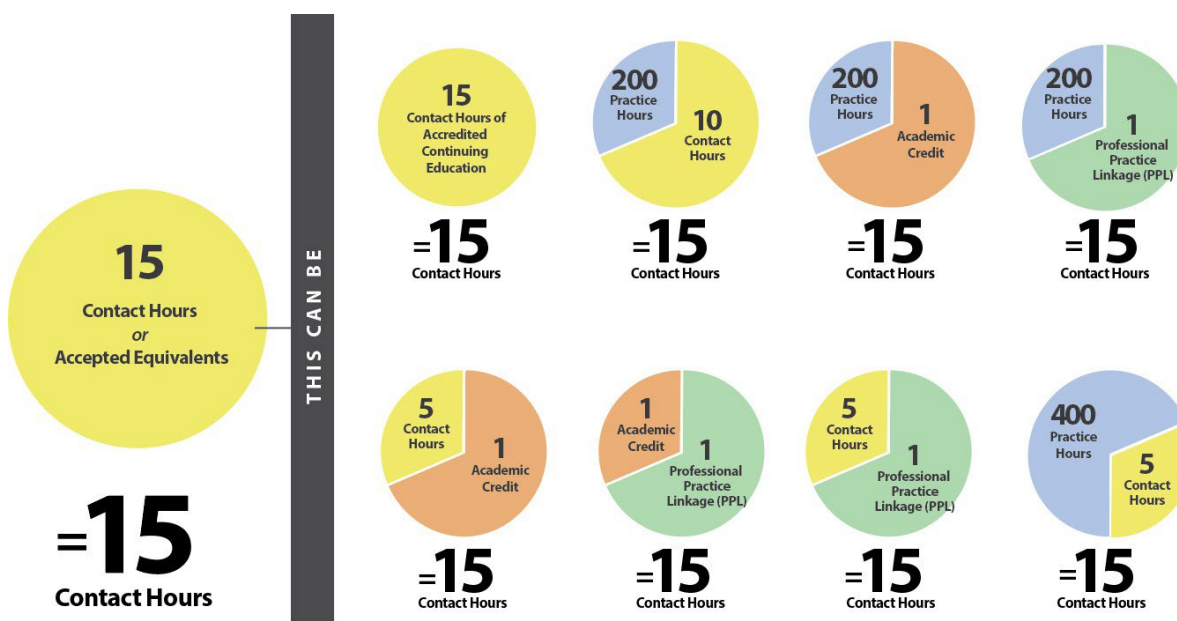 15
Contact Hours
or
Accepted Equivalents
=15
Contact Hours
THIS CAN BE
15
Contact Hours of
Accredited
Continuing
Education
=15
Contact Hours
200
Practice
Hours
10
Contact
Hours
=15
Contact Hours
200
Practice
Hours
1
Academic
Credit
=15
Contact Hours
200
Practice
Hours
1
Professional
Practice
Linkage (PPL)
=15
Contact Hours
5
Contact
Hours
1
Academic
Credit
=15
Contact Hours
1
Academic
Credit
1
Professional
Practice
Linkage (PPL)
=15
Contact Hours
5
Contact
Hours
1
Professional
Practice
Linkage (PPL)
=15
Contact Hours
400
Practice
Hours
5
Contact
Hours
=15
Contact Hours